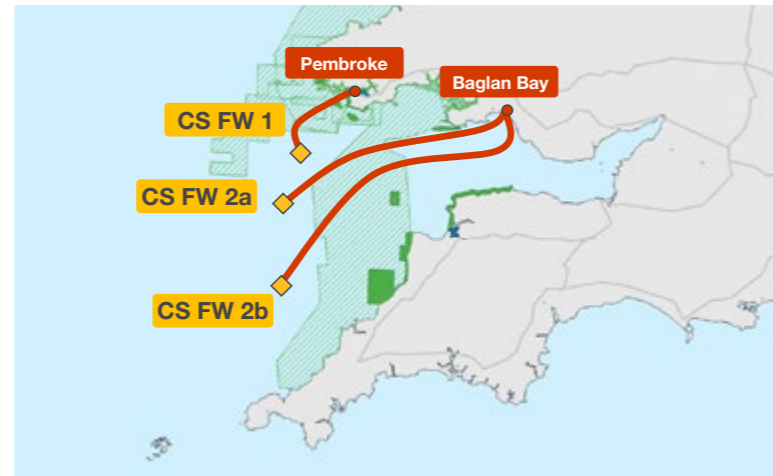 Pembroke
Baglan Bay
CS FW 1
CS FW 2a
CS FW 2b